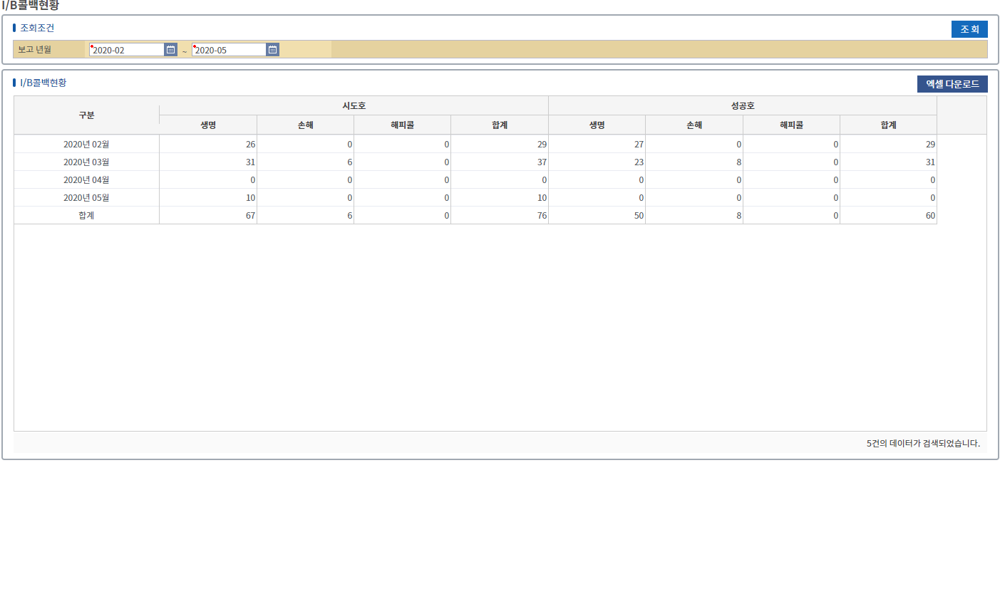 I/B콜백현황
조회조건
조 회
보고 년월 2020-02 ~ 2020-05
I/B콜백현황
엑셀 다운로드
구분 시도호 성공호
생명 손해 해피콜 합계 생명 손해 해피콜 합계
2020년 02월 26 0 0 29 27 0 0 29
2020년 03월 31 6 0 37 23 8 0 31
2020년 04월 0 0 0 0 0 0 0 0
2020년 05월 10 0 0 10 0 0 0 0
합계 67 6 0 76 50 8 0 60
5건의 데이터가 검색되었습니다.